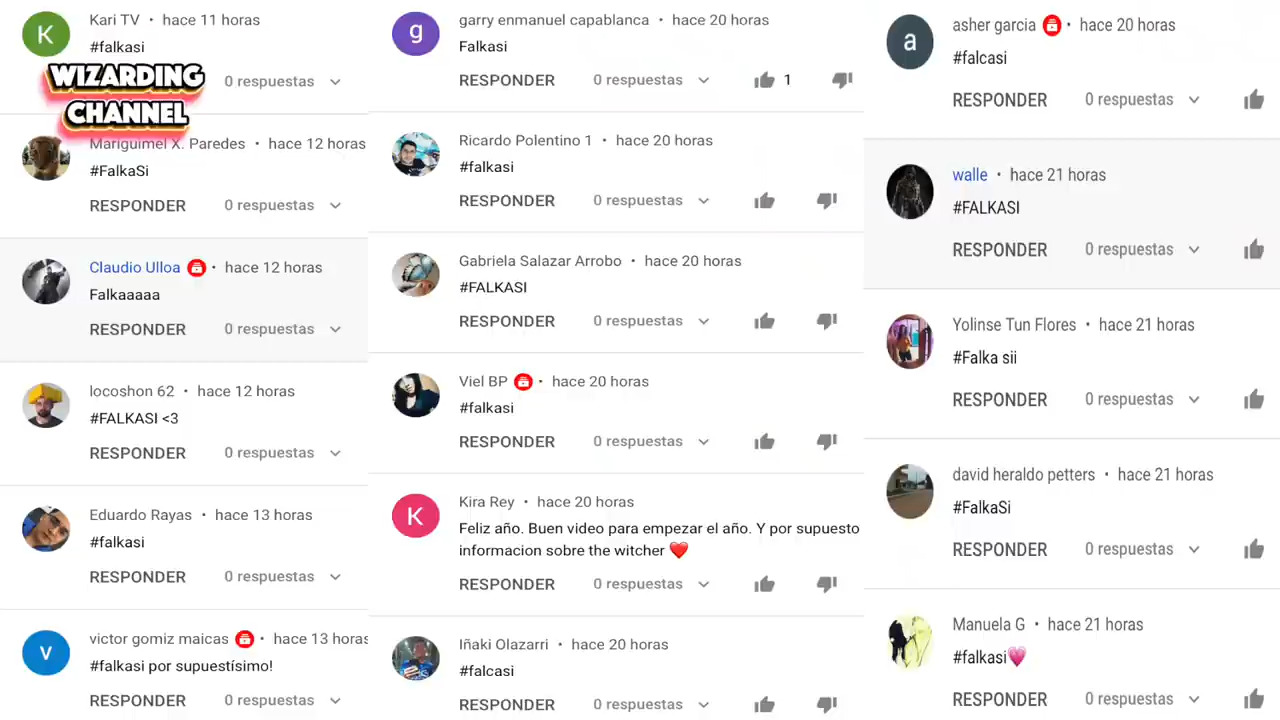 Kari TV • hace 11 horas
#falkasi
WIZARDING
CHANNEL
0 respuestas
Mariguimel X. Paredes • hace 12 horas
#FalkaSi
RESPONDER 0 respuestas
Claudio Ulloa • hace 12 horas
Falkaaaaa
RESPONDER 0 respuestas
locoshon 62 • hace 12 horas
#FALKASI <3
RESPONDER 0 respuestas
Eduardo Rayas • hace 13 horas
#falkasi
RESPONDER 0 respuestas
V
victor gomiz maicas • hace 13 horas
#falkasi por supuestísimo!
RESPONDER 0 respuestas
K
g
garry enmanuel capablanca • hace 20 horas
Falkasi
RESPONDER 0 respuestas 1
Ricardo Polentino 1 • hace 20 horas
#falkasi
RESPONDER 0 respuestas
Gabriela Salazar Arrobo • hace 20 horas
#FALKASI
RESPONDER 0 respuestas
Viel BP • hace 20 horas
#falkasi
RESPONDER 0 respuestas
K
Kira Rey • hace 20 horas
Feliz año. Buen video para empezar el año. Y por supuesto
informacion sobre the witcher ❤️
RESPONDER 0 respuestas
Iñaki Olazarri • hace 20 horas
#falcasi
RESPONDER 0 respuestas
a
asher garcia • hace 20 horas
#falcasi
RESPONDER 0 respuestas
walle • hace 21 horas
#FALKASI
RESPONDER 0 respuestas
Yolinse Tun Flores • hace 21 horas
#Falka sii
RESPONDER 0 respuestas
david heraldo petters • hace 21 horas
#FalkaSi
RESPONDER 0 respuestas
Manuela G • hace 21 horas
#falkasi💗
RESPONDER 0 respuestas